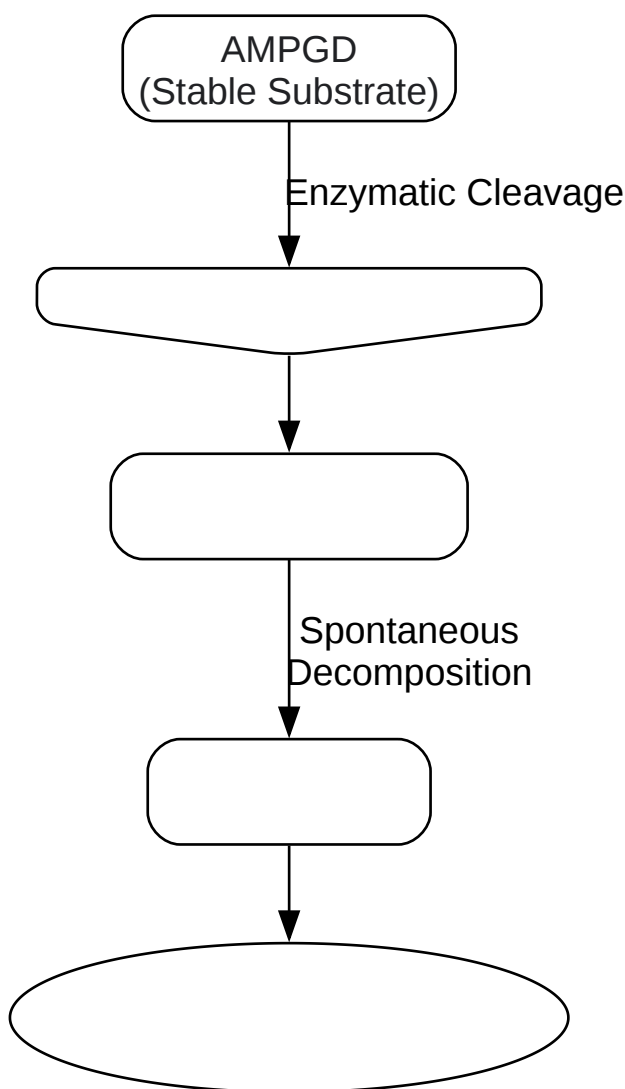 AMPGD
(Stable Substrate)
Enzymatic Cleavage
Spontaneous
Decomposition